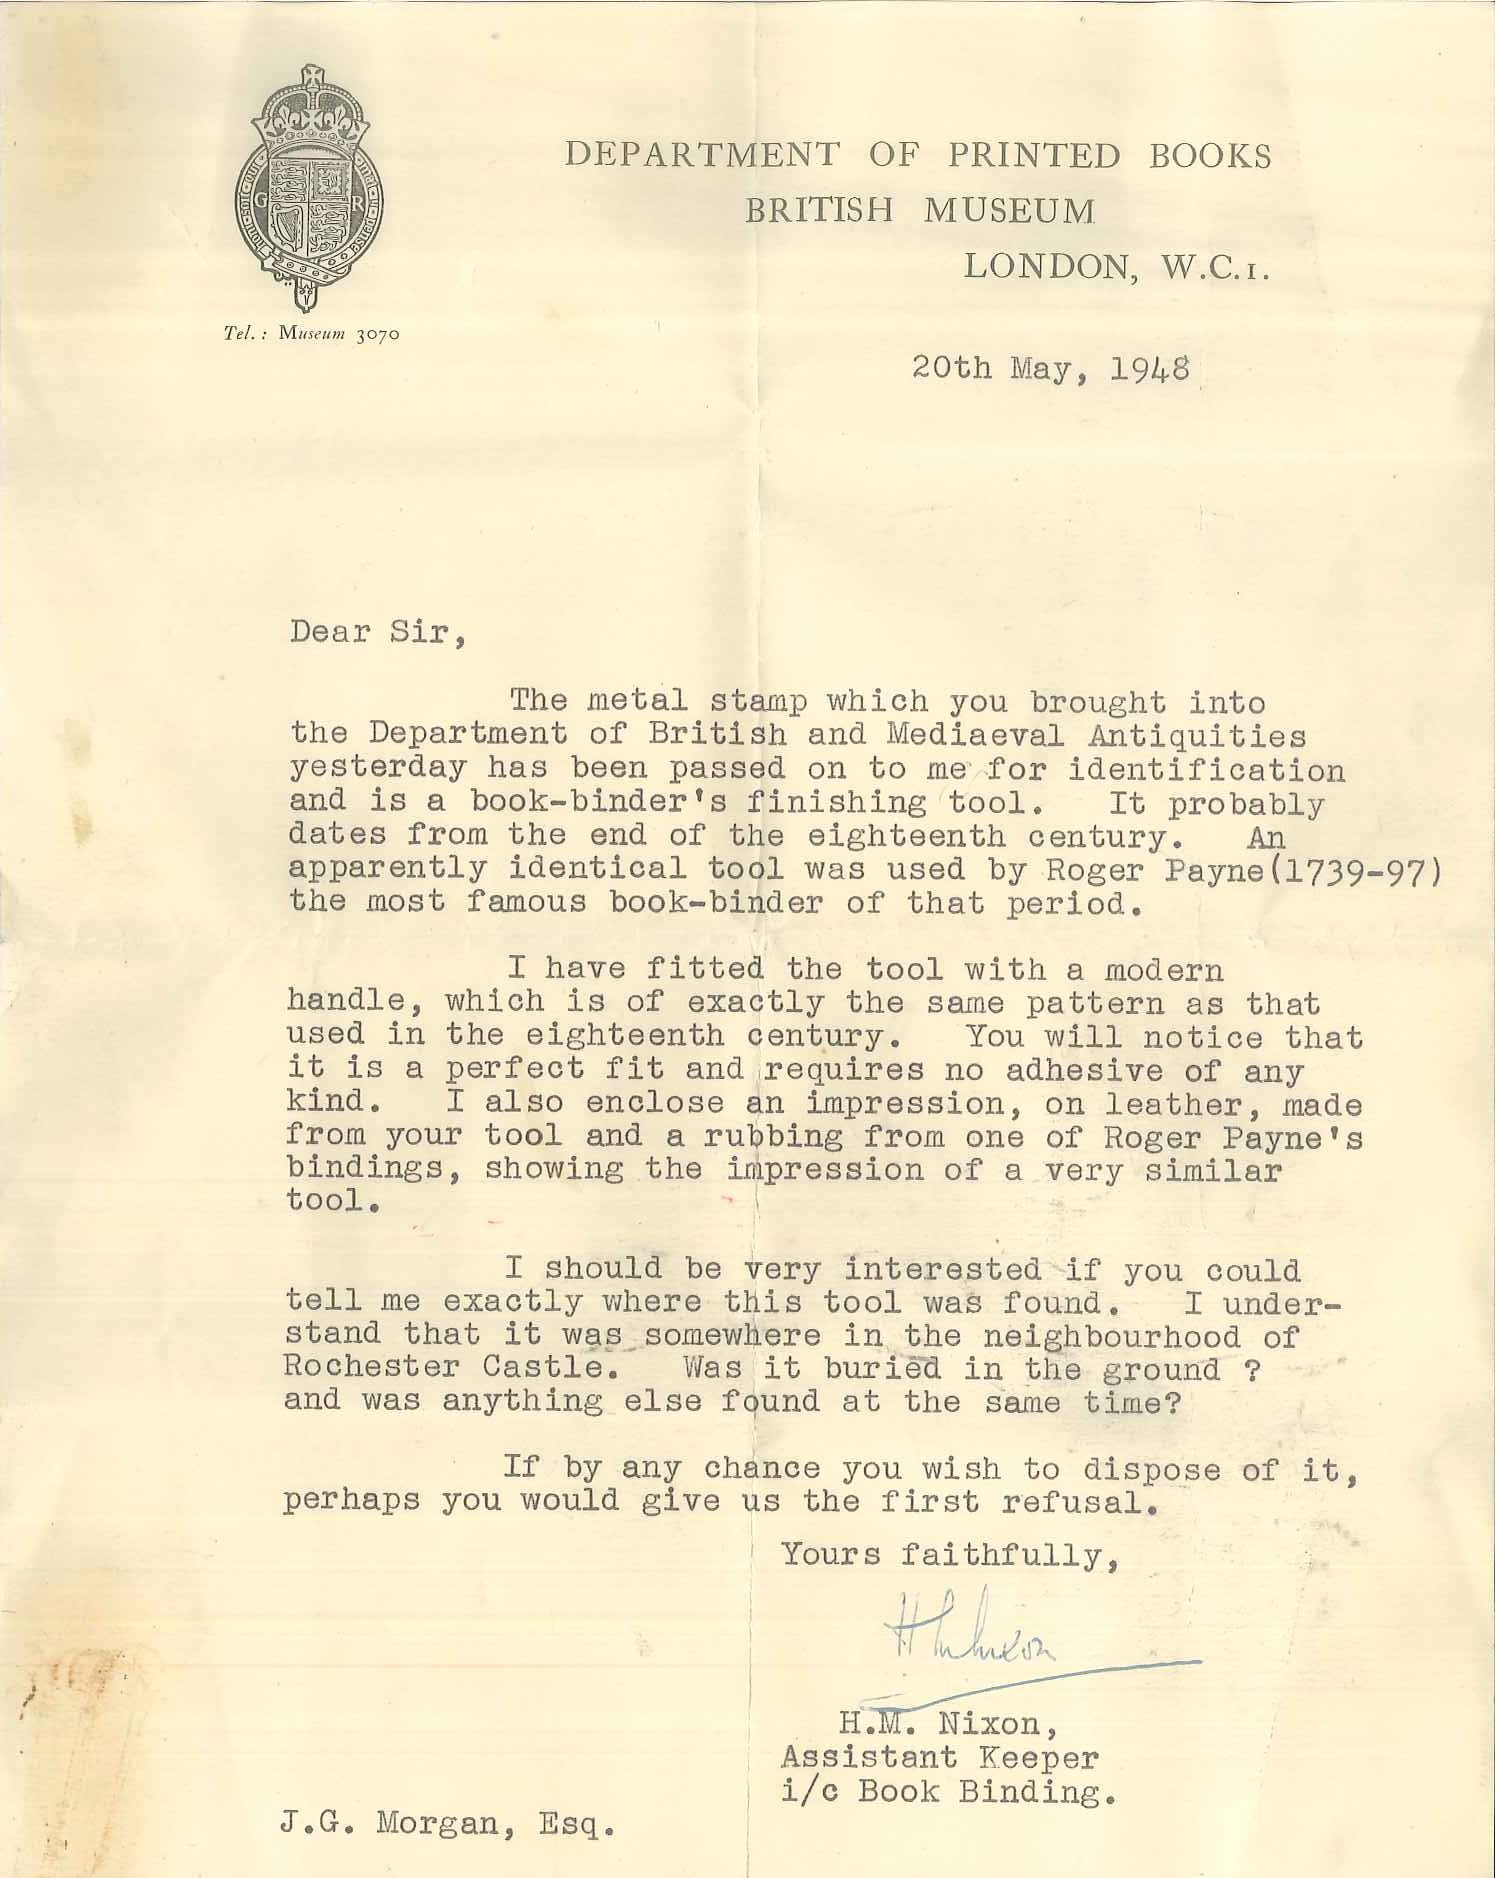 DEPARTMENT OF PRINTED BOOKS
BRITISH MUSEUM
LONDON, W.C.1.
G R
Tel.: Museum 3070
20th May, 1948
Dear Sir,
The metal stamp which you brought into
the Department of British and Mediaeval Antiquities
yesterday has been passed on to me for identification
and is a book-binder's finishing tool. It probably
dates from the end of the eighteenth century. An
apparently identical tool was used by Roger Payne(1739-97)
the most famous book-binder of that period.
I have fitted the tool with a modern
handle, which is of exactly the same pattern as that
used in the eighteenth century. You will notice that
it is a perfect fit and requires no adhesive of any
kind. I also enclose an impression, on leather, made
from your tool and a rubbing from one of Roger Payne's
bindings, showing the impression of a very similar
tool.
I should be very interested if you could
tell me exactly where this tool was found. I under-
stand that it was somewhere in the neighbourhood of
Rochester Castle. Was it buried in the ground ?
and was anything else found at the same time?
If by any chance you wish to dispose of it,
perhaps you would give us the first refusal.
Yours faithfully,
H M Nixon
H.M. Nixon,
Assistant Keeper
i/c Book Binding.
J.G. Morgan, Esq.